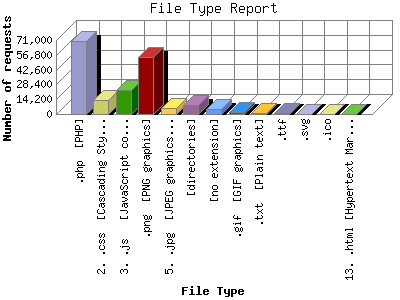 File Type Report
Number of requests
71,000
56,800
42,600
28,400
14,200
0
.php [PHP]
2. .css [Cascading Sty...
3. .js [JavaScript co...
.png [PNG graphics]
5. .jpg [JPEG graphics...
[directories]
[no extension]
.gif [GIF graphics]
.txt [Plain text]
.ttf
.svg
.ico
13. .html [Hypertext Mar...
File Type